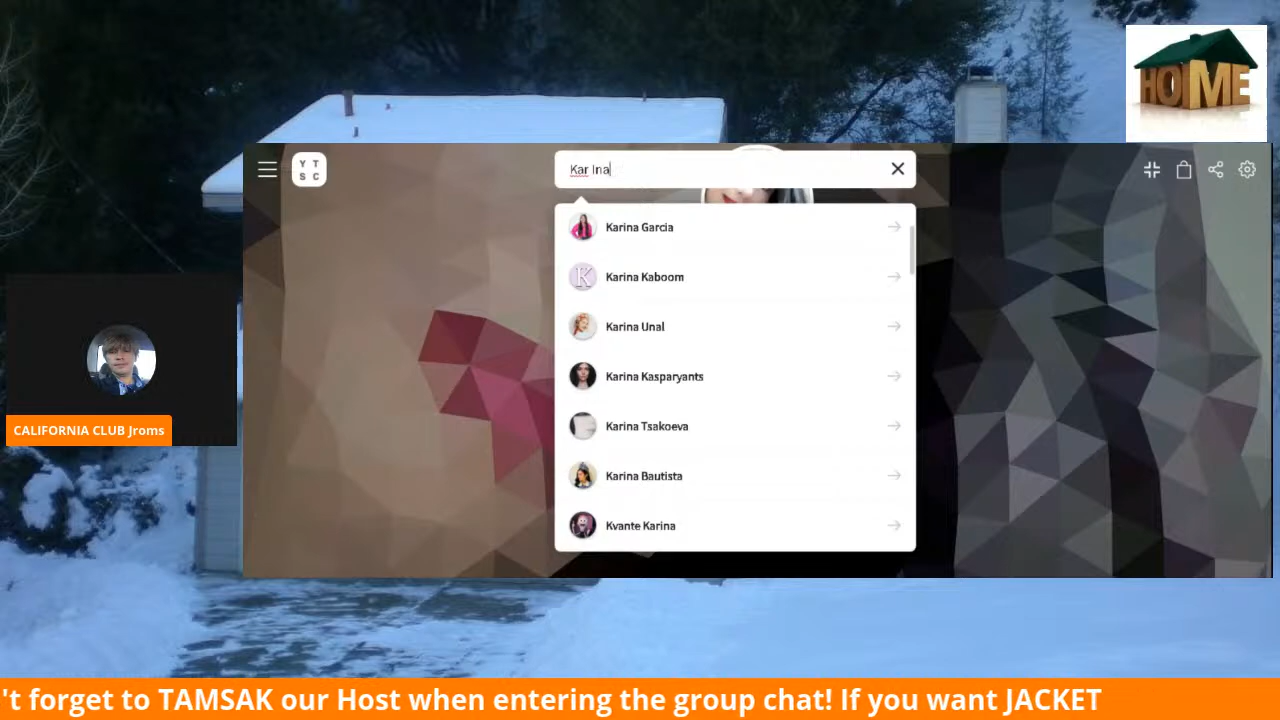 HOME
Y T
S C
Kar Ina
Karina Garcia
Karina Kaboom
K
Karina Unal
Karina Kasparyants
Karina Tsakoeva
Karina Bautista
Kvante Karina
CALIFORNIA CLUB Jroms
't forget to TAMSAK our Host when entering the group chat! If you want JACKET